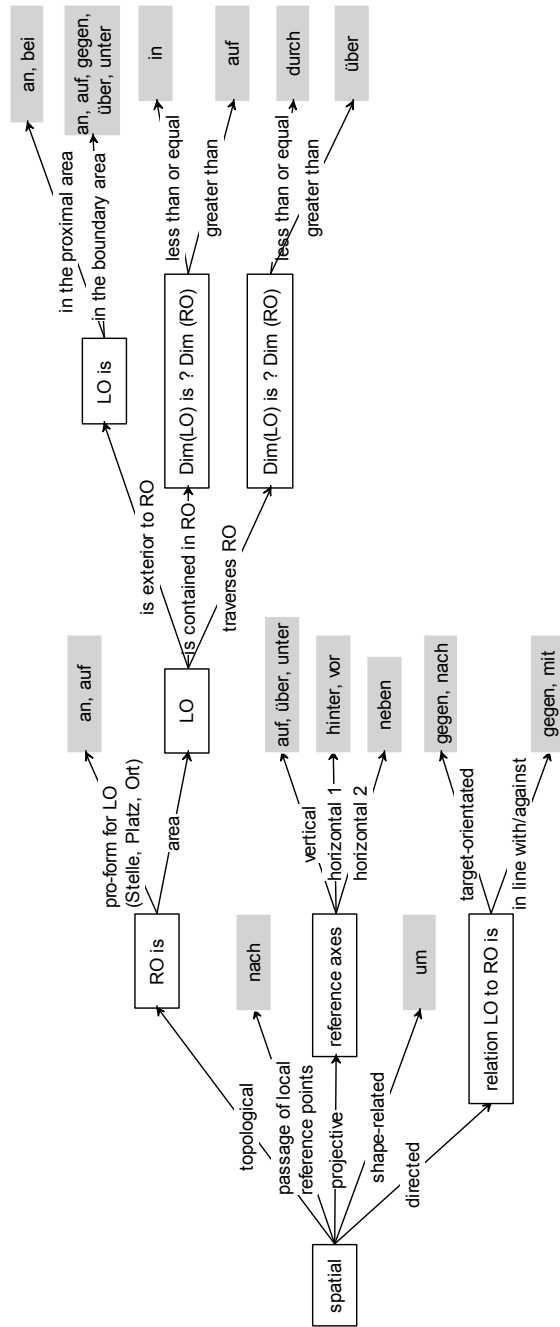 spatial
topological
passage of local
reference points
projective
shape-related
directed
RO is
nach
reference axes
um
relation LO to RO is
pro-form for LO
(Stelle, Platz, Ort)
area
vertical
horizontal 1
horizontal 2
target-orientated
in line with/against
an, auf
LO
auf, über, unter
hinter, vor
neben
gegen, nach
gegen, mit
is exterior to RO
is contained in RO
traverses RO
LO is
Dim(LO) is ? Dim (RO)
Dim(LO) is ? Dim (RO)
in the proximal area
in the boundary area
less than or equal
greater than
less than or equal
greater than
an, bei
an, auf, gegen,
über, unter
in
auf
durch
über